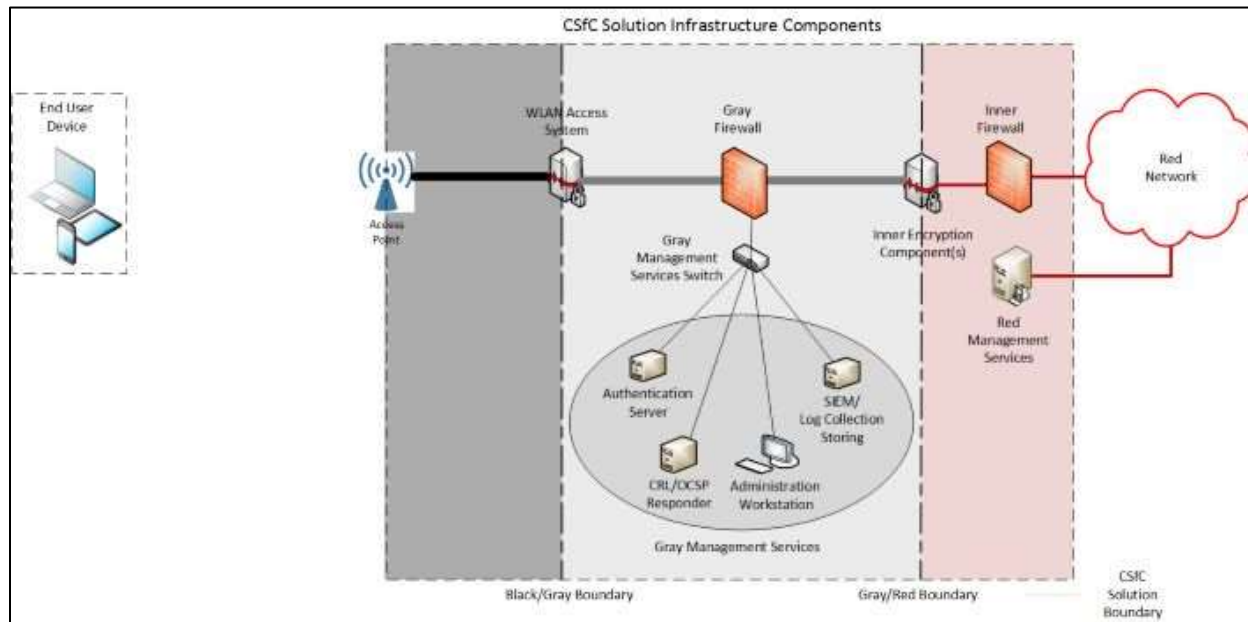 CSfC Solution Infrastructure Components
End User
Device
WLAN Access
System
Gray
Firewall
Inner
Firewall
Red
Network
Access
Point
Gray
Management
Services Switch
Inner Encryption
Component(s)
Red
Management
Services
Authentication
Server
SIEM/
Log Collection
Storing
CRL/OCSP
Responder
Administration
Workstation
Gray Management Services
Black/Gray Boundary
Gray/Red Boundary
CSfC
Solution
Boundary